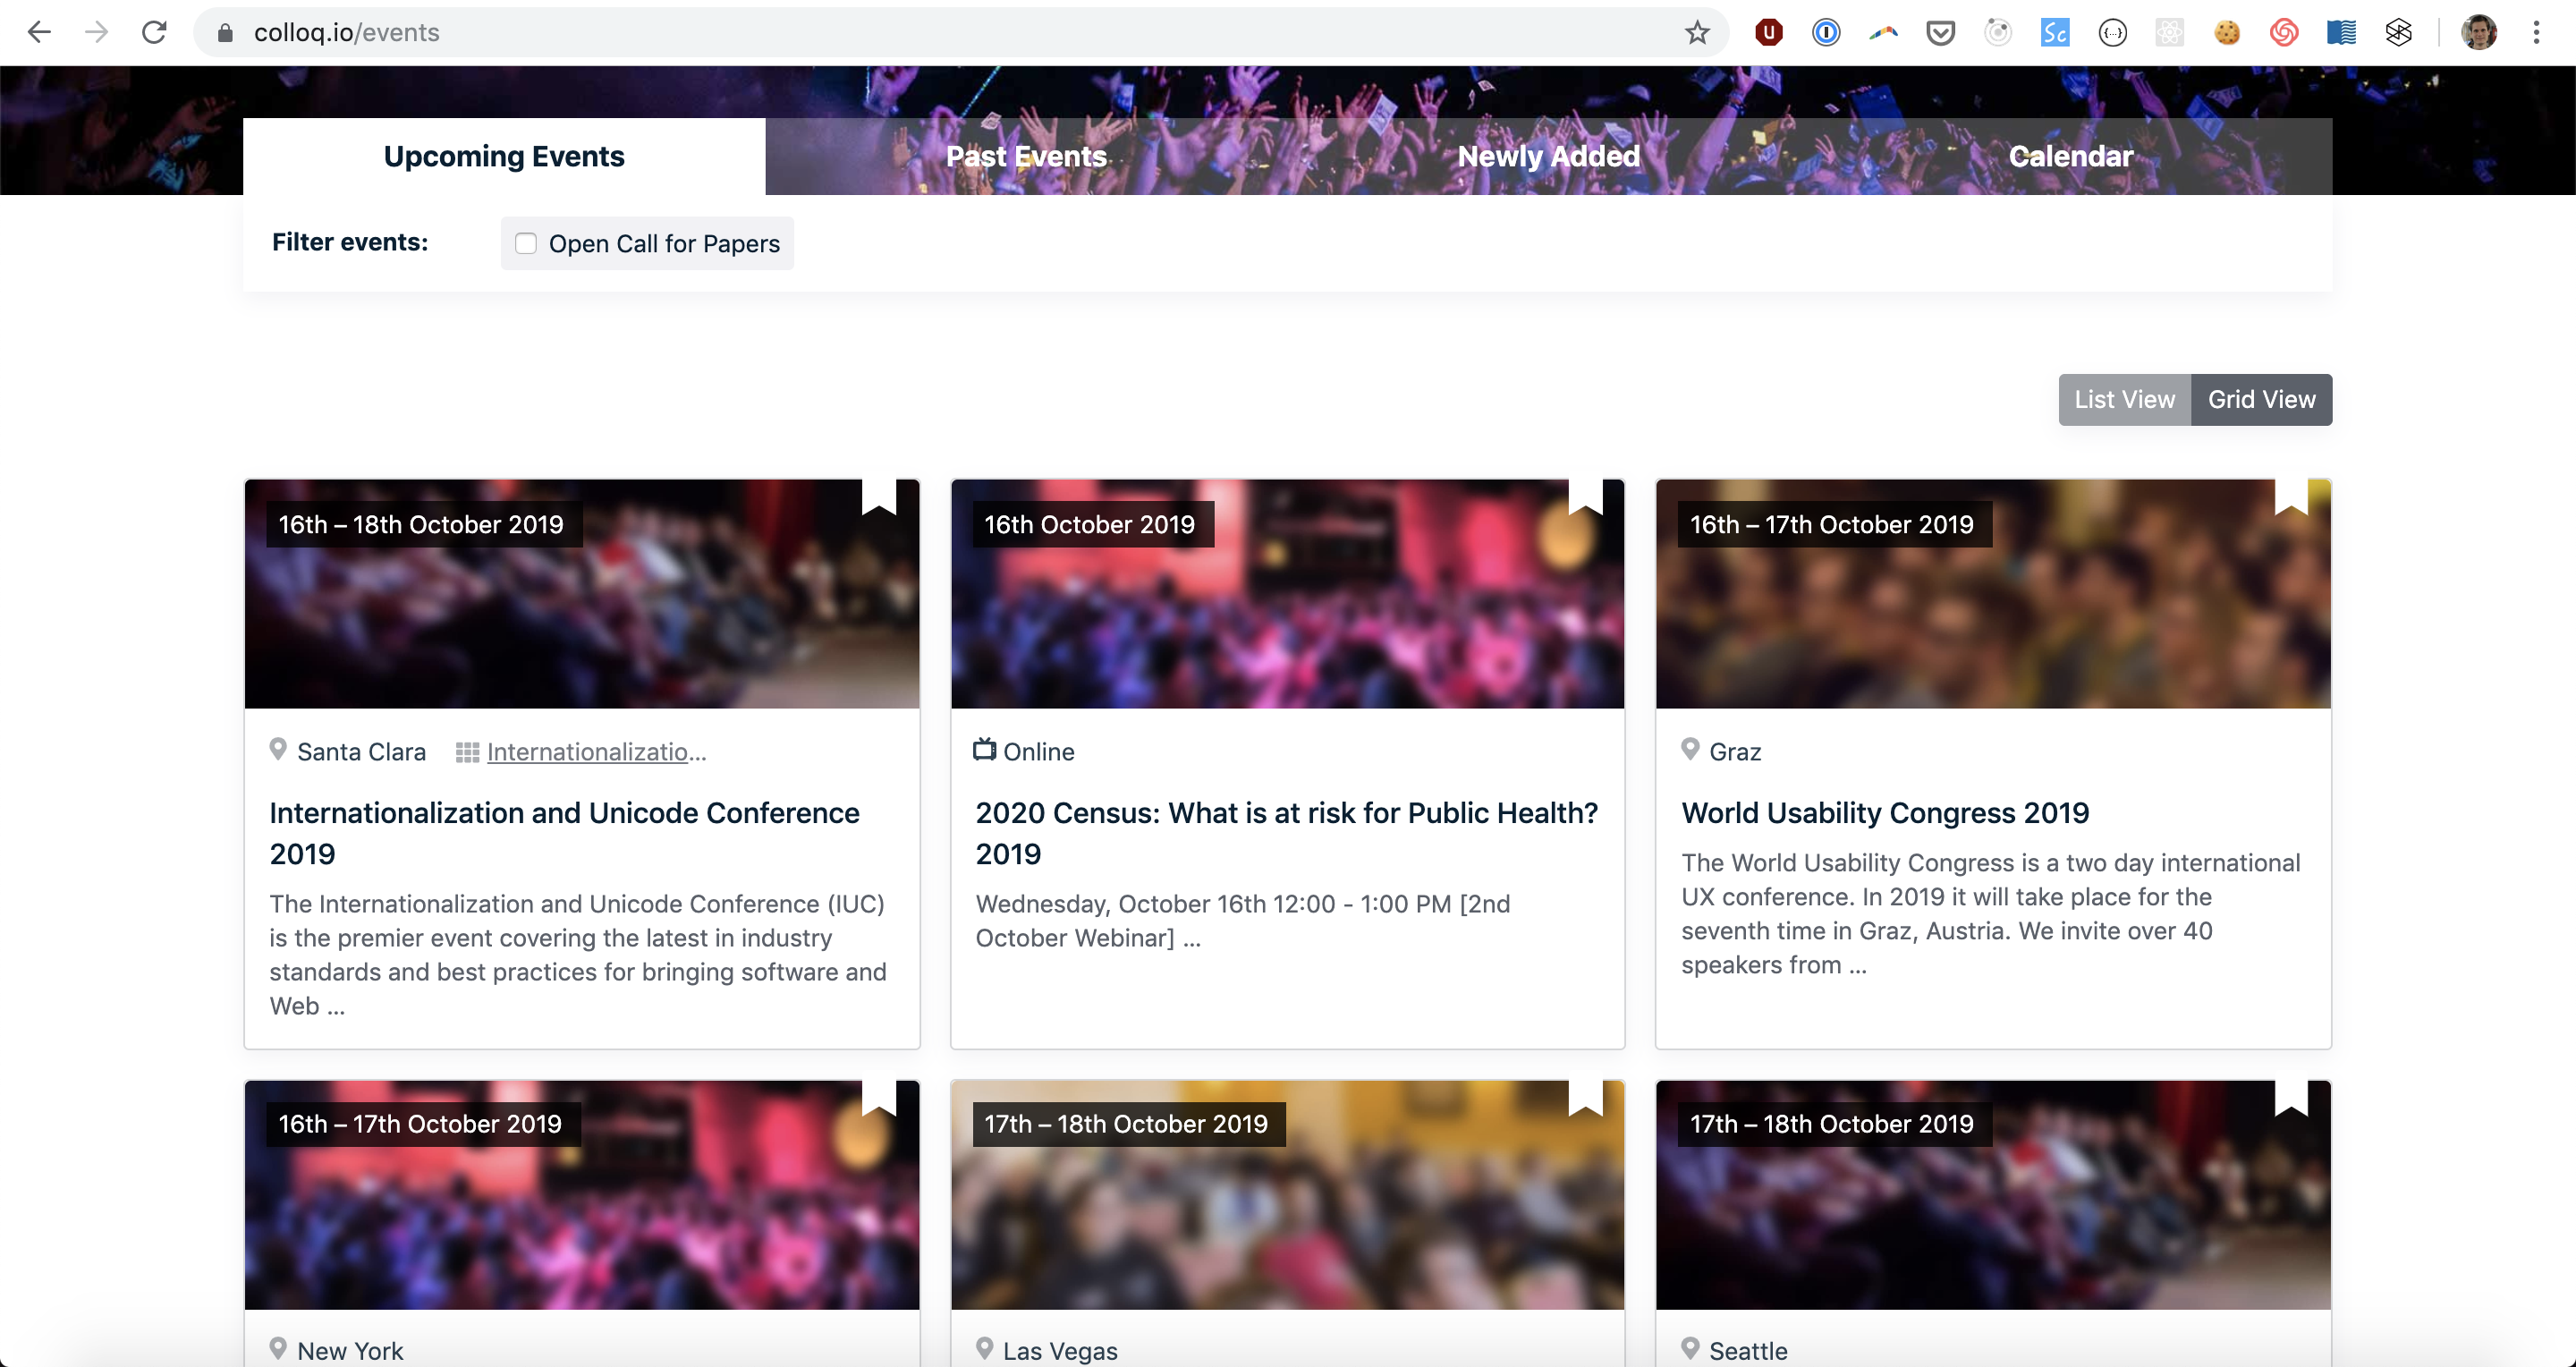 colloq.io/events
Upcoming Events
Past Events
Newly Added
Calendar
Filter events:
Open Call for Papers
List View
Grid View
16th – 18th October 2019
Santa Clara
Internationalizatio...
Internationalization and Unicode Conference
2019
The Internationalization and Unicode Conference (IUC)
is the premier event covering the latest in industry
standards and best practices for bringing software and
Web ...
16th October 2019
Online
2020 Census: What is at risk for Public Health?
2019
Wednesday, October 16th 12:00 - 1:00 PM [2nd
October Webinar] ...
16th – 17th October 2019
Graz
World Usability Congress 2019
The World Usability Congress is a two day international
UX conference. In 2019 it will take place for the
seventh time in Graz, Austria. We invite over 40
speakers from ...
16th – 17th October 2019
New York
17th – 18th October 2019
Las Vegas
17th – 18th October 2019
Seattle